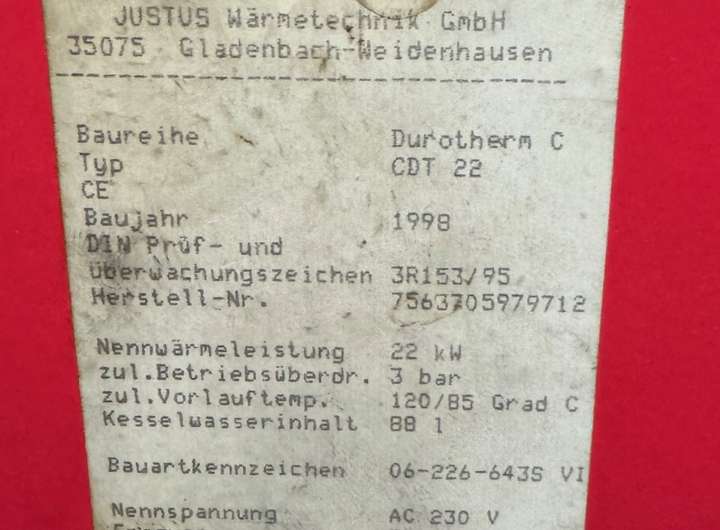 JUSTUS Wärmetechnik GmbH
35075 Gladenbach-Weidenhausen
Baureihe Durotherm C
Typ CDT 22
CE
Baujahr 1998
DIN Prüf- und
überwachungszeichen 3R153/95
Herstell-Nr. 7563705979712
Nennwärmeleistung 22 kW
zul.Betriebsüberdr. 3 bar
zul.Vorlauftemp. 120/85 Grad C
Kesselwasserinhalt 88 l
Bauartkennzeichen 06-226-643S VI
Nennspannung AC 230 V